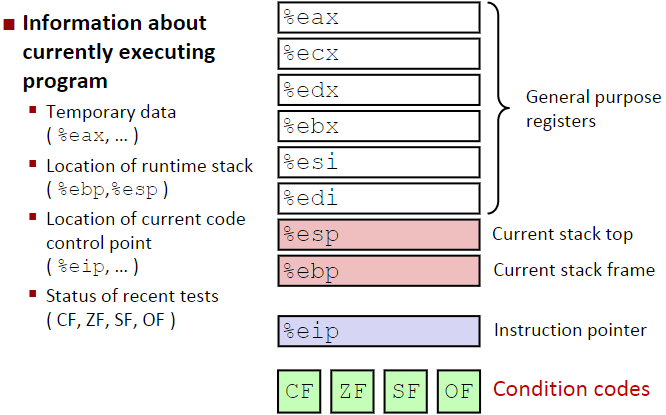 Information about
currently executing
program
Temporary data
( %eax, … )
Location of runtime stack
( %ebp,%esp )
Location of current code
control point
( %eip, … )
Status of recent tests
( CF, ZF, SF, OF )
%eax
%ecx
%edx
%ebx
%esi
%edi
General purpose
registers
%esp
Current stack top
%ebp
Current stack frame
%eip
Instruction pointer
CF ZF SF OF
Condition codes